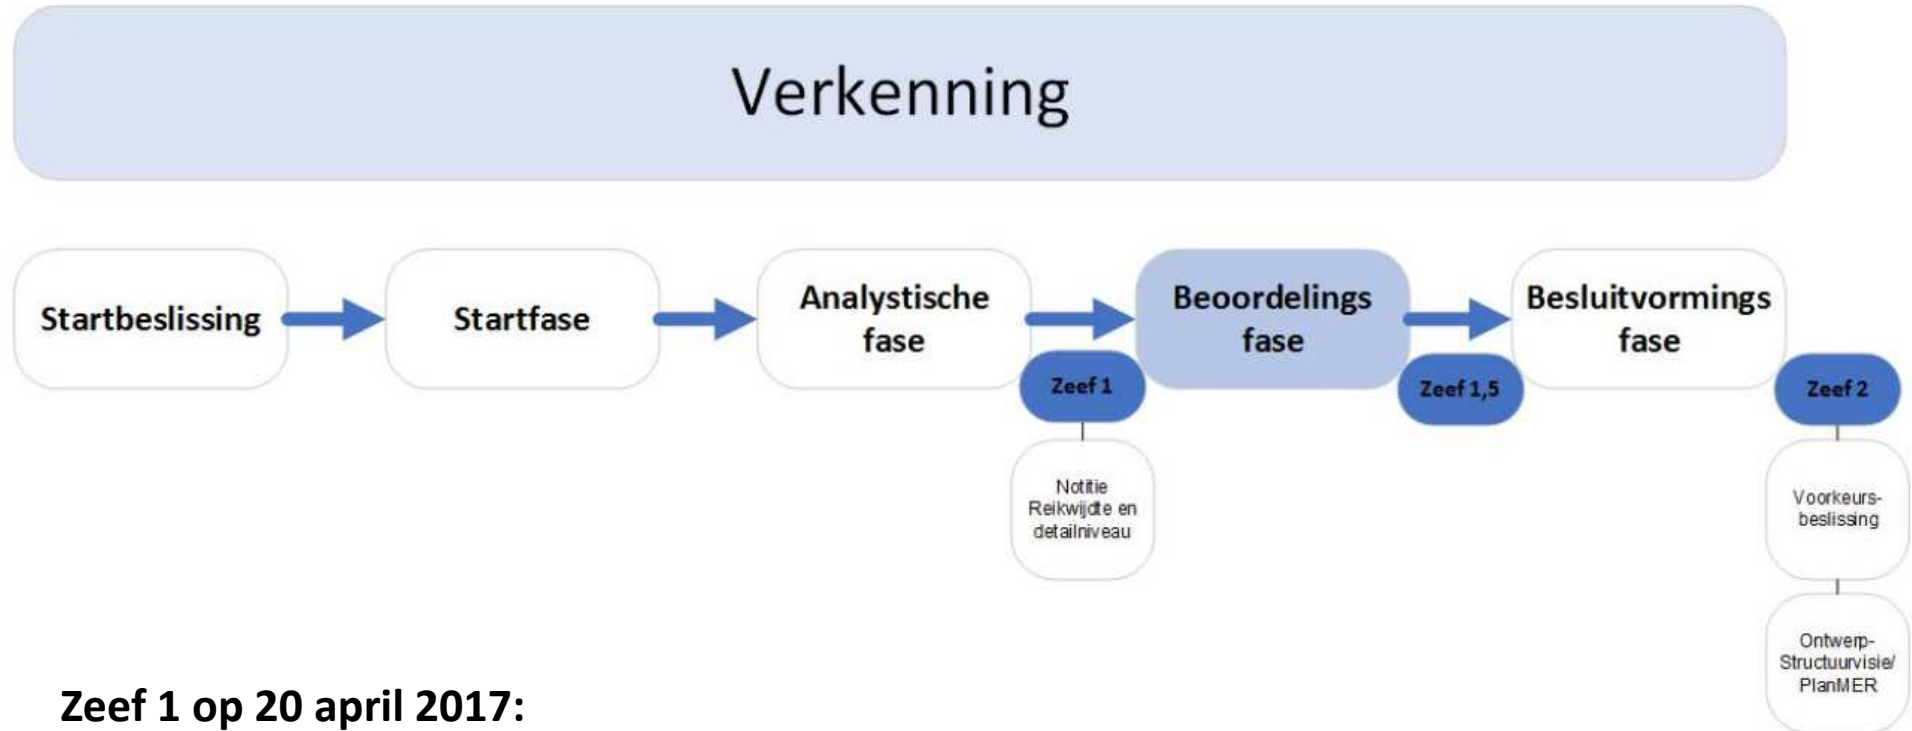 Verkenning
Startbeslissing
Startfase
Analystische
fase
Beoordelings
fase
Besluitvormings
fase
Zeef 1
Zeef 1,5
Zeef 2
Notitie
Reikwijdte en
detailniveau
Voorkeurs-
beslissing
Ontwerp-
Structuurvisie/
PlanMER
Zeef 1 op 20 april 2017: